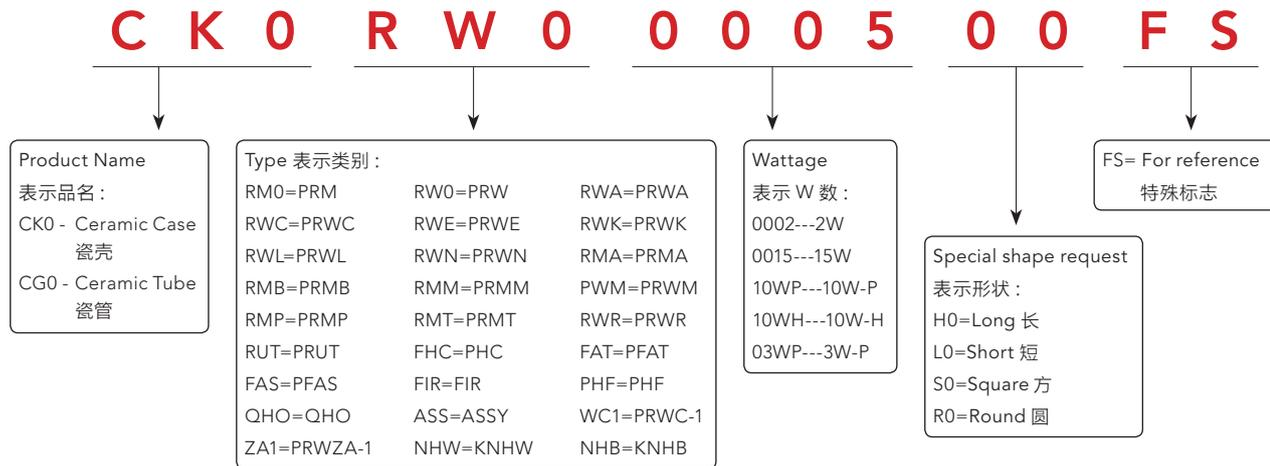 C K 0 R W 0 0 0 0 5 0 0 F S
Product Name
表示品名 :
CK0 - Ceramic Case
瓷壳
CG0 - Ceramic Tube
瓷管
Type 表示类别 :
RM0=PRM RW0=PRW RWA=PRWA
RWC=PRWC RWE=PRWE RWK=PRWK
RWL=PRWL RWN=PRWN RMA=PRMA
RMB=PRMB RMM=PRMM PWM=PRWM
RMP=PRMP RMT=PRMT RWR=PRWR
RUT=PRUT FHC=PHC FAT=PFAT
FAS=PFAS FIR=FIR PHF=PHF
QHO=QHO ASS=ASSY WC1=PRWC-1
ZA1=PRWZA-1 NHW=KNHW NHB=KNHB
Wattage
表示 W 数 :
0002---2W
0015---15W
10WP---10W-P
10WH---10W-H
03WP---3W-P
Special shape request
表示形状 :
H0=Long 长
L0=Short 短
S0=Square 方
R0=Round 圆
FS= For reference
特殊标志